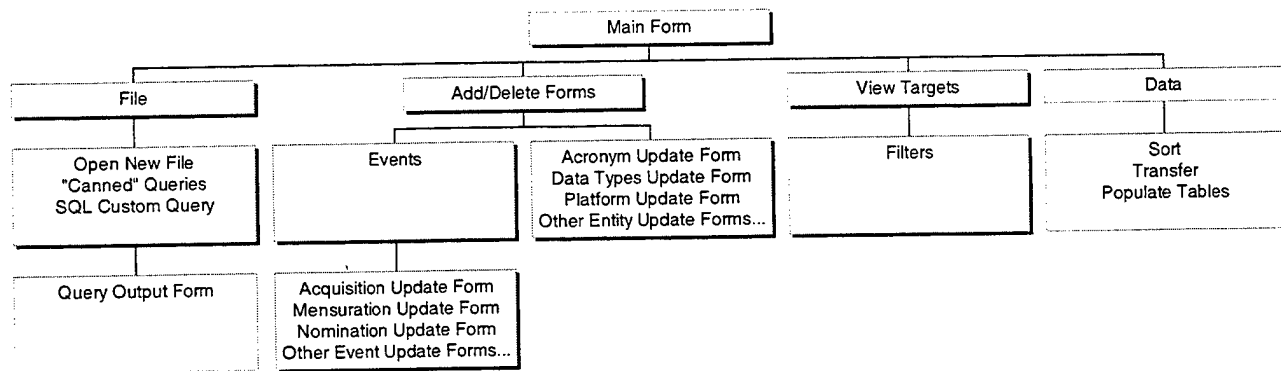 Main Form
File
Add/Delete Forms
View Targets
Data
Open New File
"Canned" Queries
SQL Custom Query
Events
Acronym Update Form
Data Types Update Form
Platform Update Form
Other Entity Update Forms...
Filters
Sort
Transfer
Populate Tables
Query Output Form
Acquisition Update Form
Mensuration Update Form
Nomination Update Form
Other Event Update Forms...